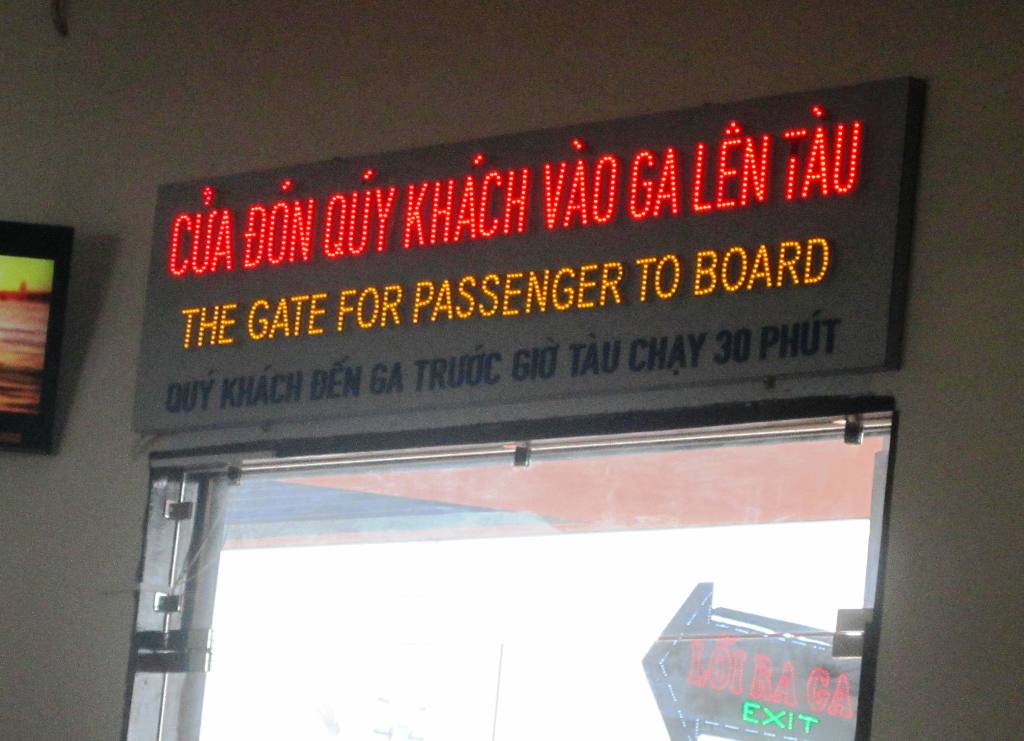 CỬA ĐÓN QÚY KHÁCH VÀO GA LÊN TÀU
THE GATE FOR PASSENGER TO BOARD
QUÝ KHÁCH ĐẾN GA TRƯỚC GIỜ TÀU CHẠY 30 PHÚT
LỐI RA GA
EXIT